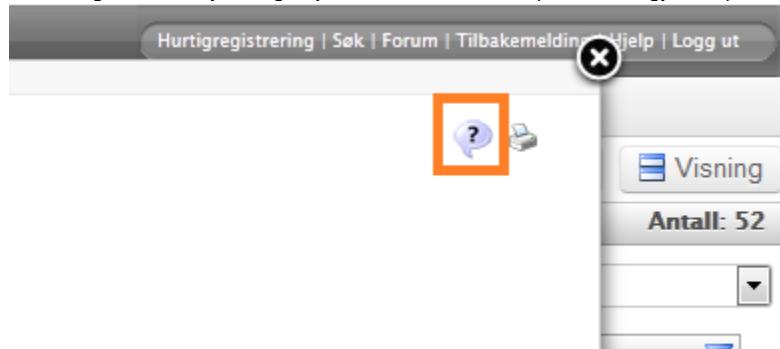 Hurtigregistrering | Søk | Forum | Tilbakemelding | Hjelp | Logg ut
?
Visning
Antall: 52